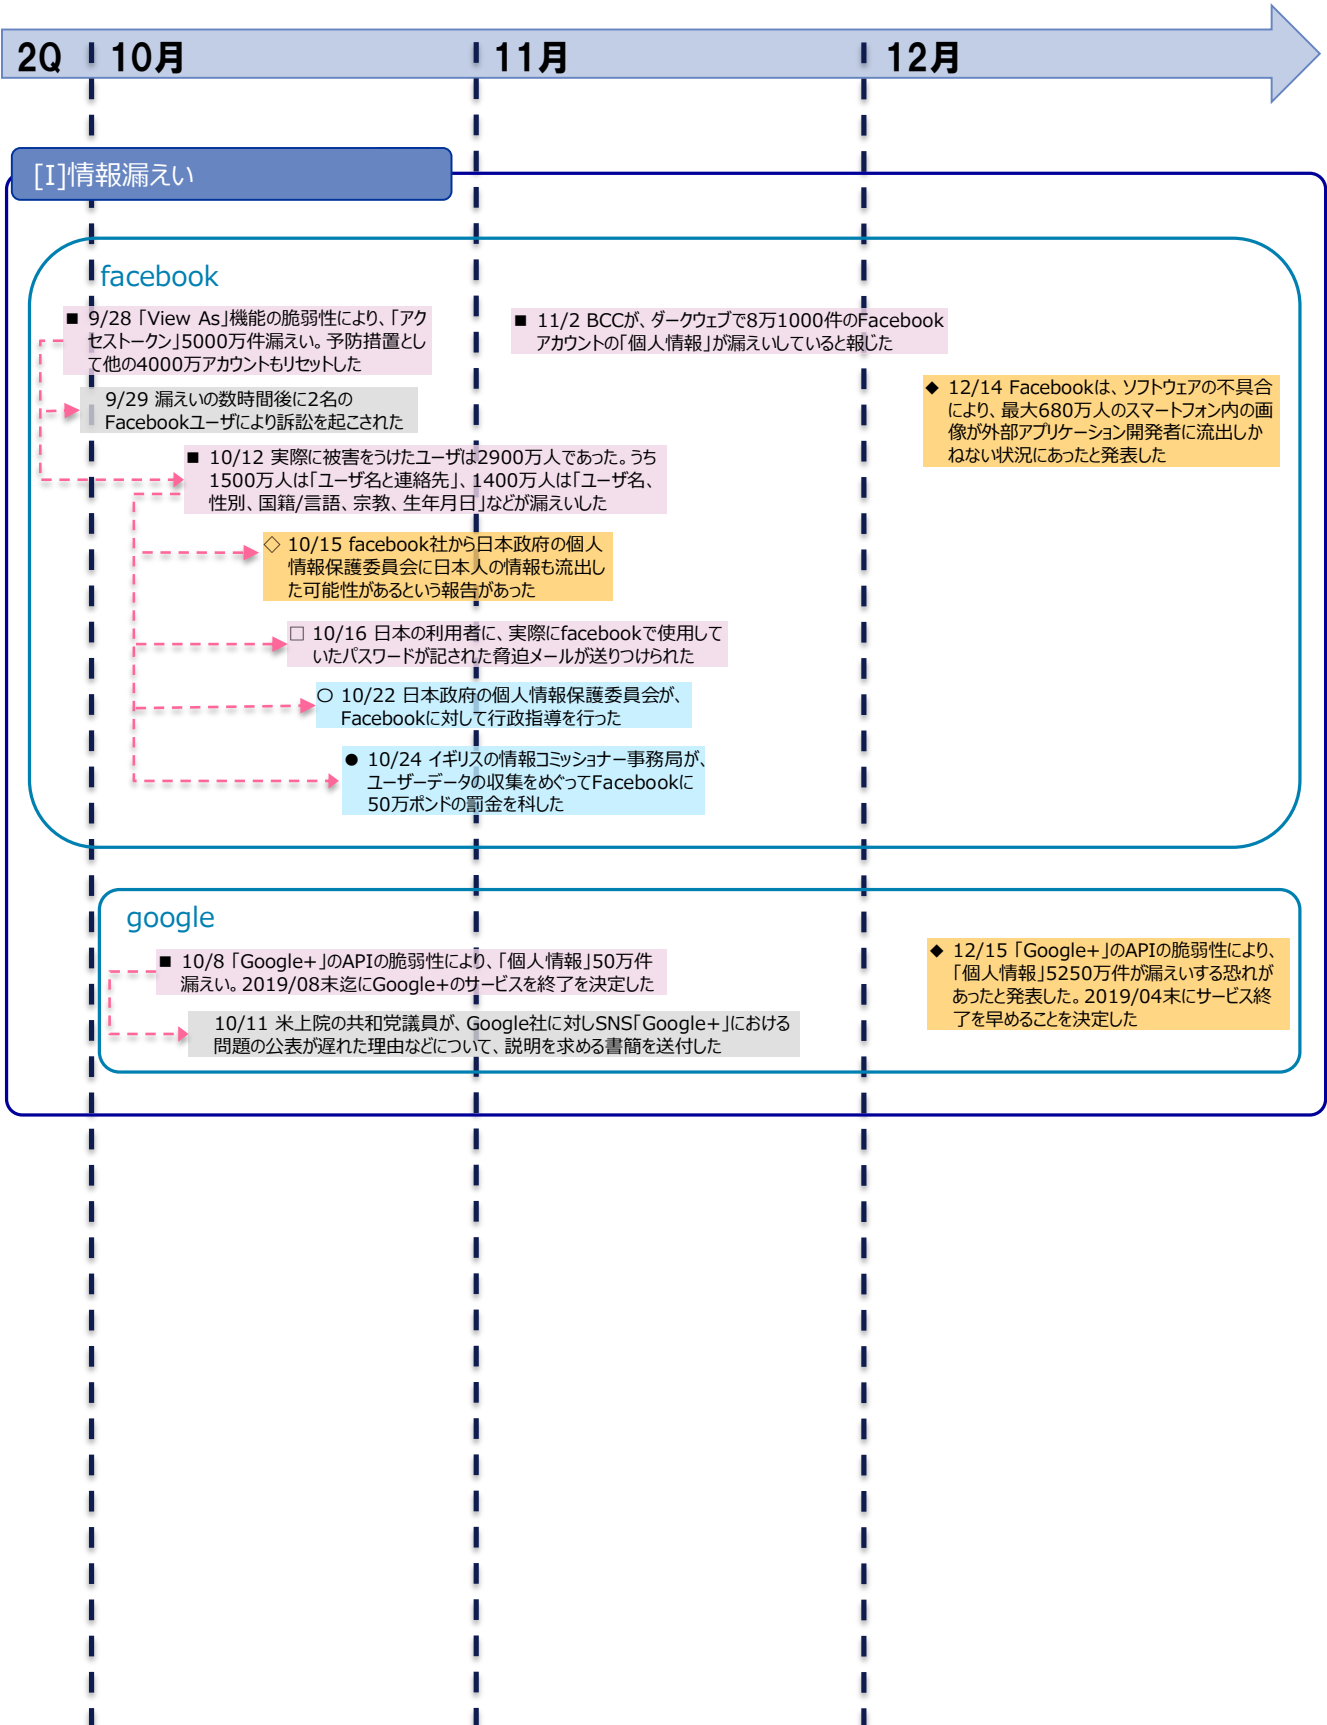 2Q 10月 11月 12月
[I]情報漏えい
facebook
■ 9/28 「View As」機能の脆弱性により、「アク
セストークン」5000万件漏えい。予防措置とし
て他の4000万アカウントもリセットした
9/29 漏えいの数時間後に2名の
Facebookユーザにより訴訟を起こされた
■ 10/12 実際に被害をうけたユーザは2900万人であった。うち
1500万人は「ユーザ名と連絡先」、1400万人は「ユーザ名、
性別、国籍/言語、宗教、生年月日」などが漏えいした
◇ 10/15 facebook社から日本政府の個人
情報保護委員会に日本人の情報も流出し
た可能性があるという報告があった
□ 10/16 日本の利用者に、実際にfacebookで使用して
いたパスワードが記された脅迫メールが送りつけられた
○ 10/22 日本政府の個人情報保護委員会が、
Facebookに対して行政指導を行った
● 10/24 イギリスの情報コミッショナー事務局が、
ユーザーデータの収集をめぐってFacebookに
50万ポンドの罰金を科した
■ 11/2 BCCが、ダークウェブで8万1000件のFacebook
アカウントの「個人情報」が漏えいしていると報じた
◆ 12/14 Facebookは、ソフトウェアの不具合
により、最大680万人のスマートフォン内の画
像が外部アプリケーション開発者に流出しか
ねない状況にあったと発表した
google
■ 10/8 「Google+」のAPIの脆弱性により、「個人情報」50万件
漏えい。2019/08末迄にGoogle+のサービスを終了を決定した
10/11 米上院の共和党議員が、Google社に対しSNS「Google+」における
問題の公表が遅れた理由などについて、説明を求める書簡を送付した
◆ 12/15 「Google+」のAPIの脆弱性により、
「個人情報」5250万件が漏えいする恐れが
あったと発表した。2019/04末にサービス終
了を早めることを決定した